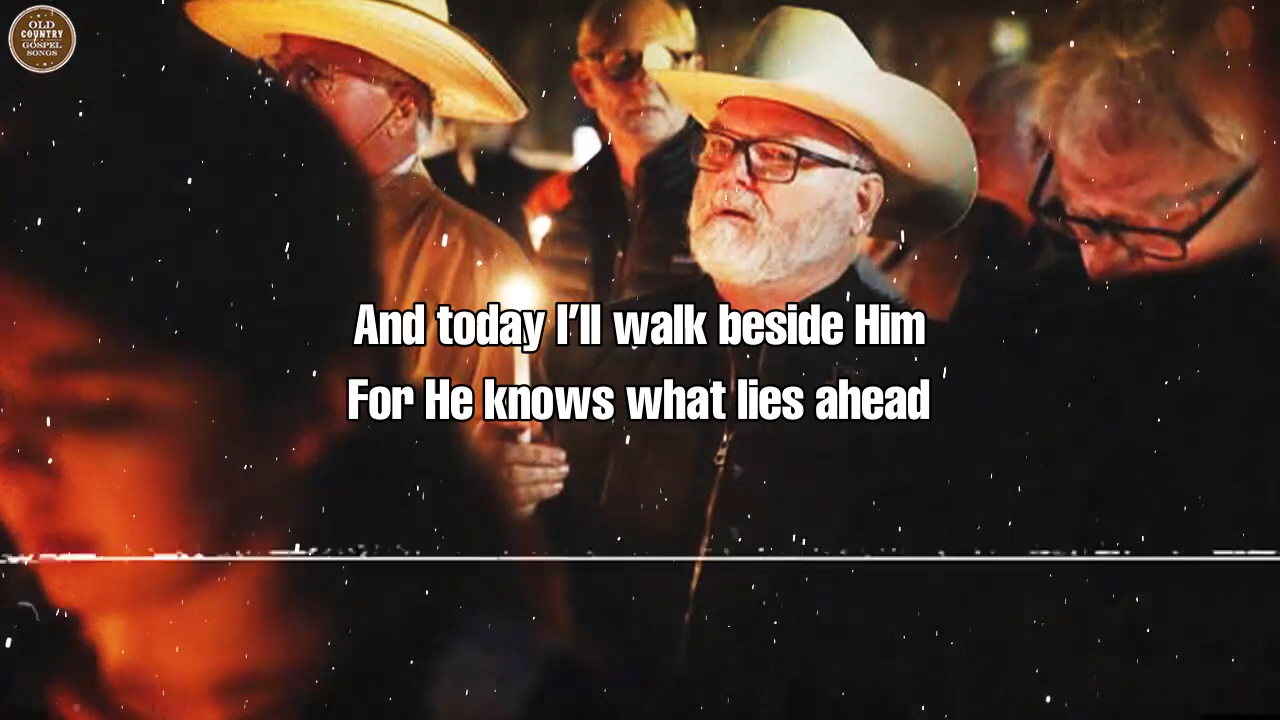 OLD
COUNTRY
GOSPEL
SONGS
And today I'll walk beside Him
For He knows what lies ahead